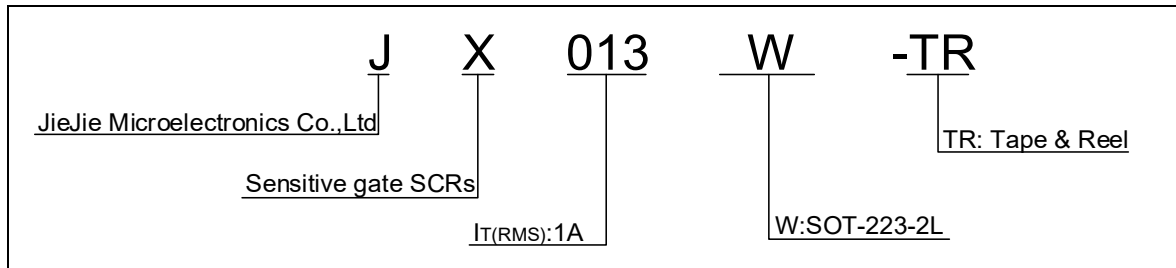 J X 013 W -TR
JieJie Microelectronics Co.,Ltd
TR: Tape & Reel
Sensitive gate SCRs
IT(RMS):1A
W:SOT-223-2L